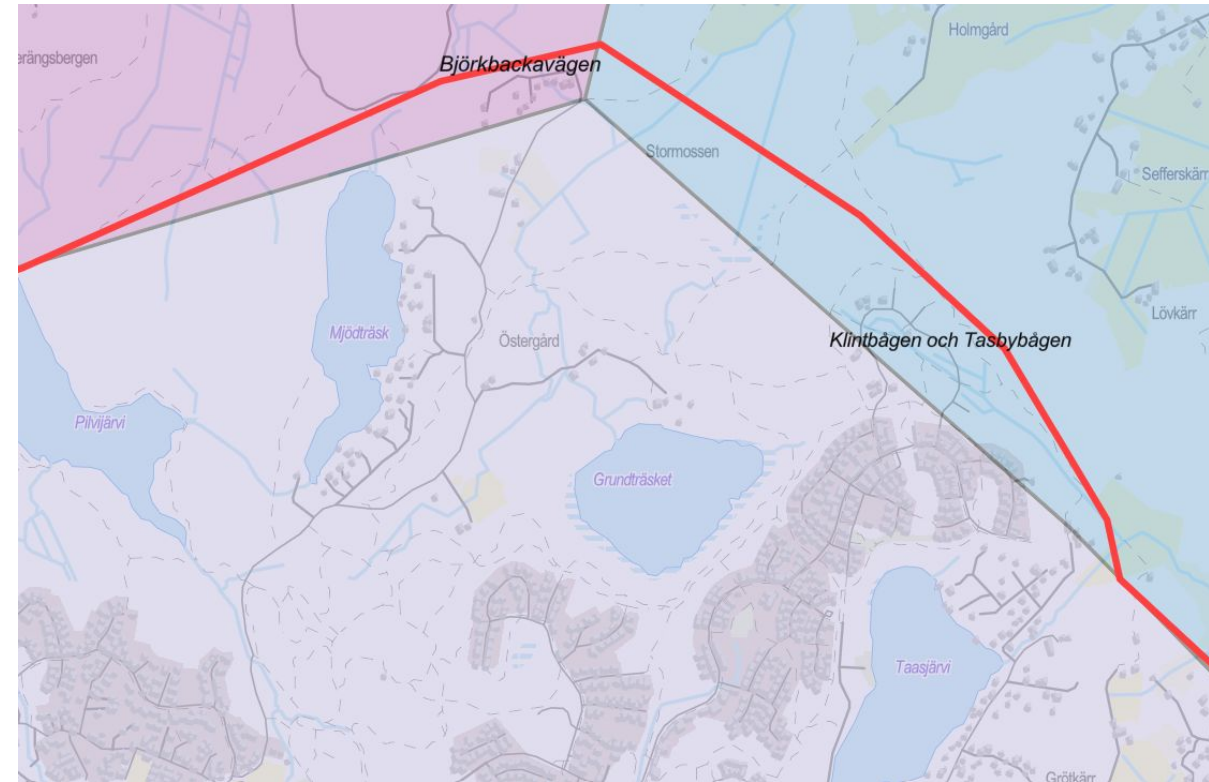 Holmgård
erängsbergen
Björkbackavägen
Stormossen
Sefferskärr
Lövkärr
Mjödträsk
Östergård
Klintbågen och Tasbybågen
Pilvijärvi
Grundträsket
Taasjärvi
Grötkärr